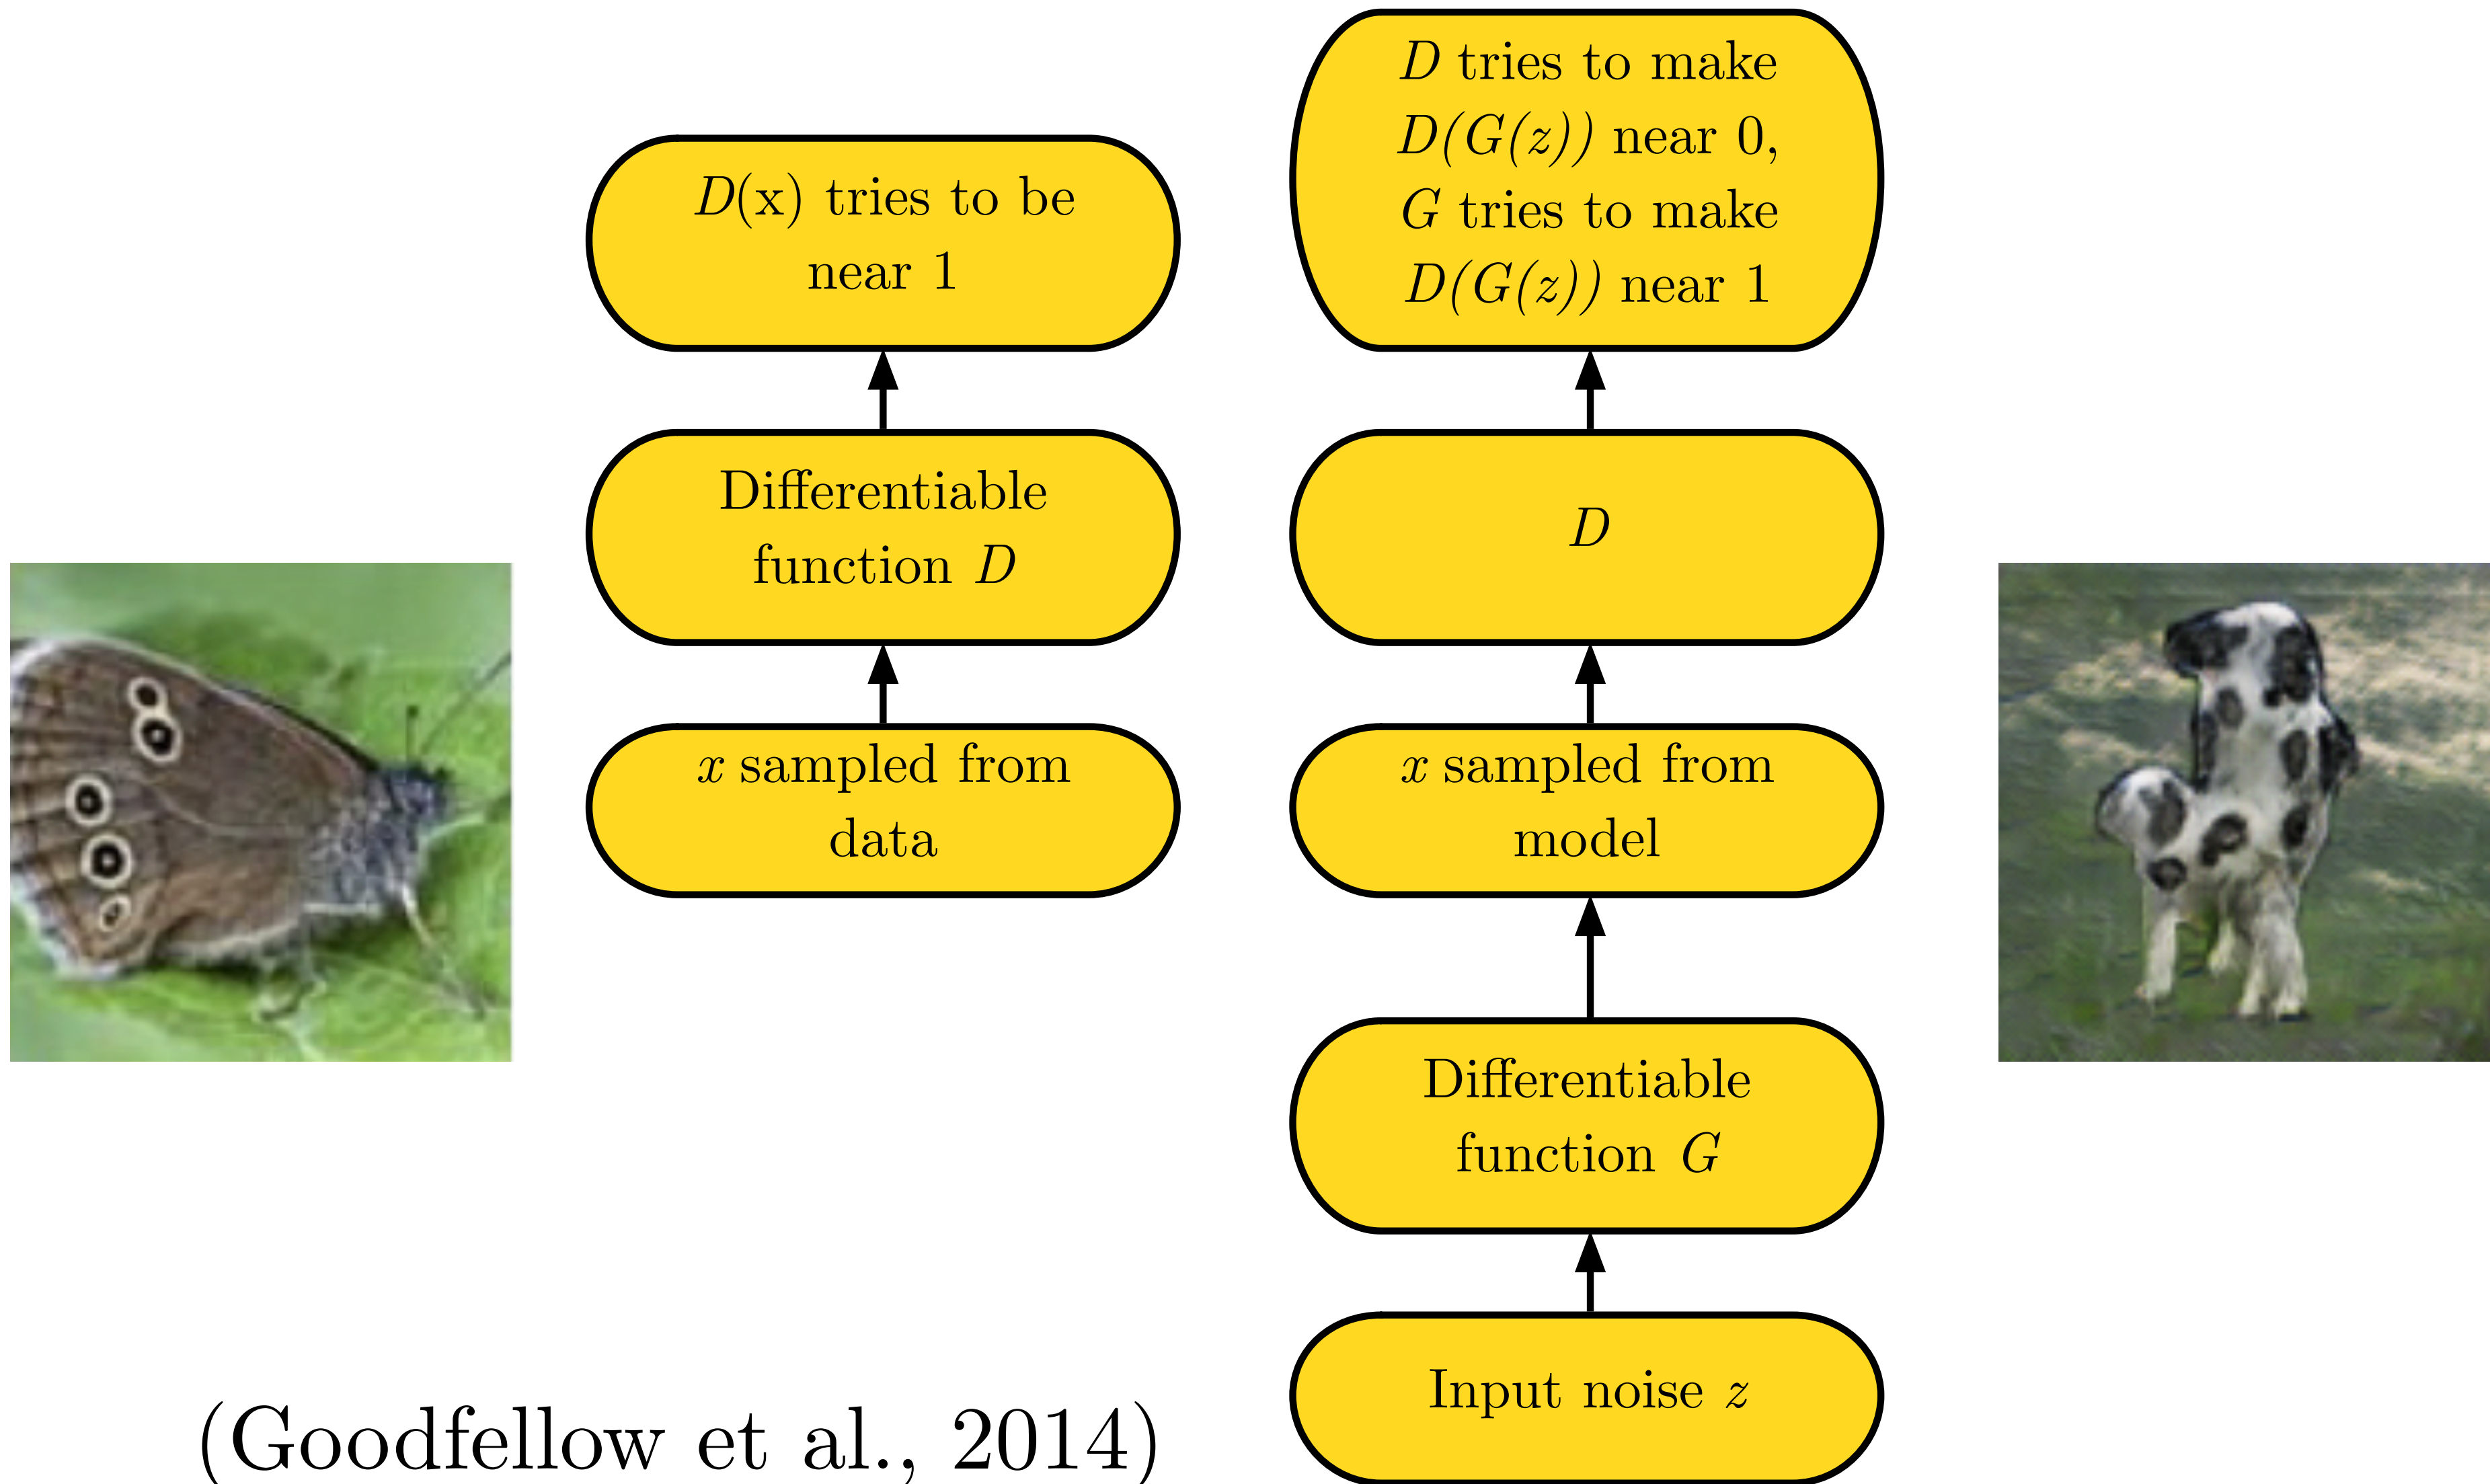 D(x) tries to be
near 1
Differentiable
function D
x sampled from
data
D tries to make
D(G(z)) near 0,
G tries to make
D(G(z)) near 1
D
x sampled from
model
Differentiable
function G
Input noise z
(Goodfellow et al., 2014)